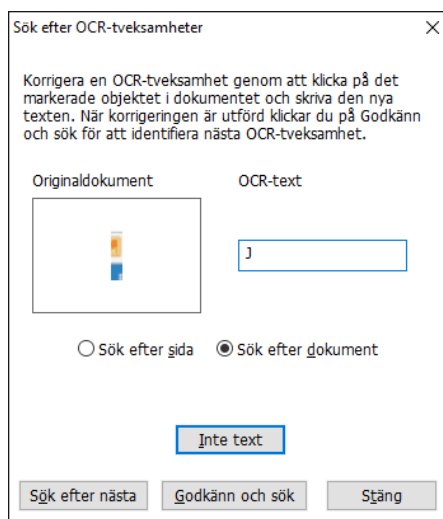 Sök efter OCR-tveksamheter
Korrigera en OCR-tveksamhet genom att klicka på det
markerade objektet i dokumentet och skriva den nya
texten. När korrigeringen är utförd klickar du på Godkänn
och sök för att identifiera nästa OCR-tveksamhet.
Originaldokument OCR-text
J
Sök efter sida Sök efter dokument
Inte text
Sök efter nästa Godkänn och sök Stäng